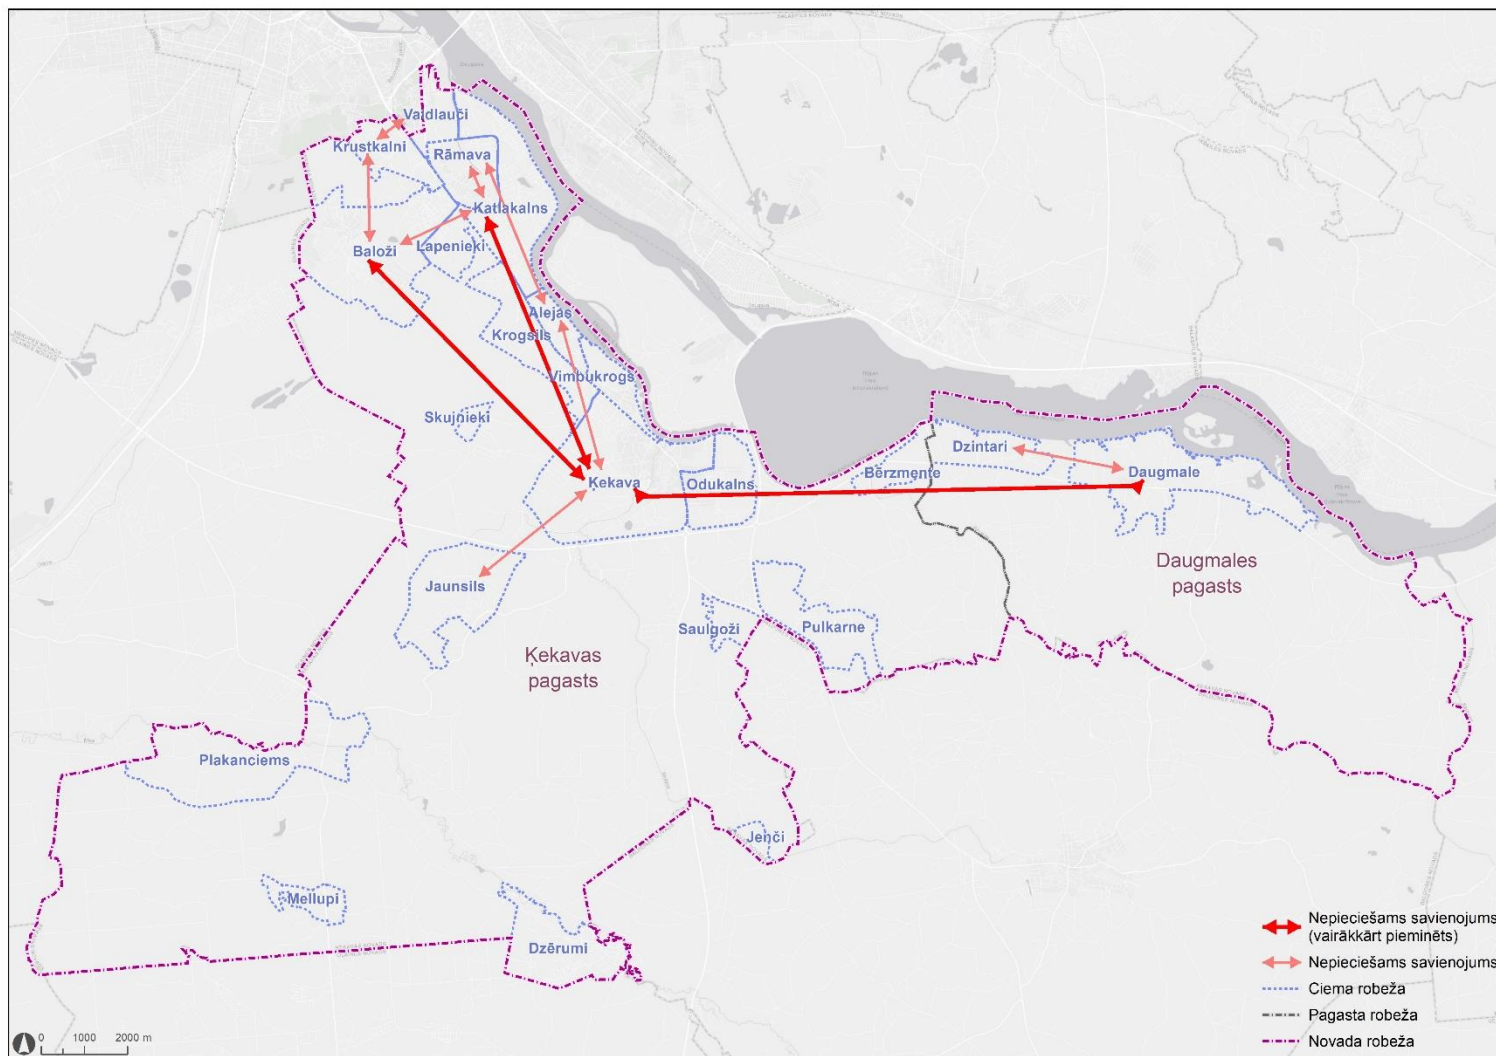 Vaidlauči
Krustkalni
Rāmava
Katlakalns
Lapenieki
Baloži
Alejas
Krogsils
Vimbukrogs
Skujnieki
Ķekava
Odukalns
Bērzmente
Dzintari
Daugmale
Daugmales
pagasts
Jaunsils
Saulgoži
Pulkarne
Ķekavas
pagasts
Plakanciems
Jenči
Mellupi
Dzērumi
Nepieciešams savienojums
(vairākkārt pieminēts)
Nepieciešams savienojums
Ciema robeža
Pagasta robeža
Novada robeža
0 1000 2000 m